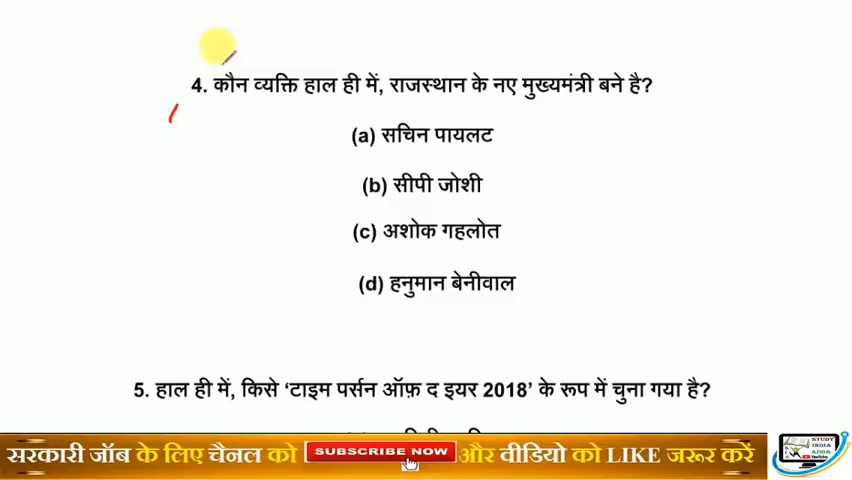 4. कौन व्यक्ति हाल ही में, राजस्थान के नए मुख्यमंत्री बने है?
(a) सचिन पायलट
(b) सीपी जोशी
(c) अशोक गहलोत
(d) हनुमान बेनीवाल
5. हाल ही में, किसे ‘टाइम पर्सन ऑफ़ द इयर 2018’ के रूप में चुना गया है?
सरकारी जॉब के लिए चैनल को SUBSCRIBE NOW और वीडियो को LIKE जरूर करें
STUDY
INDIA
ADDA
YouTube